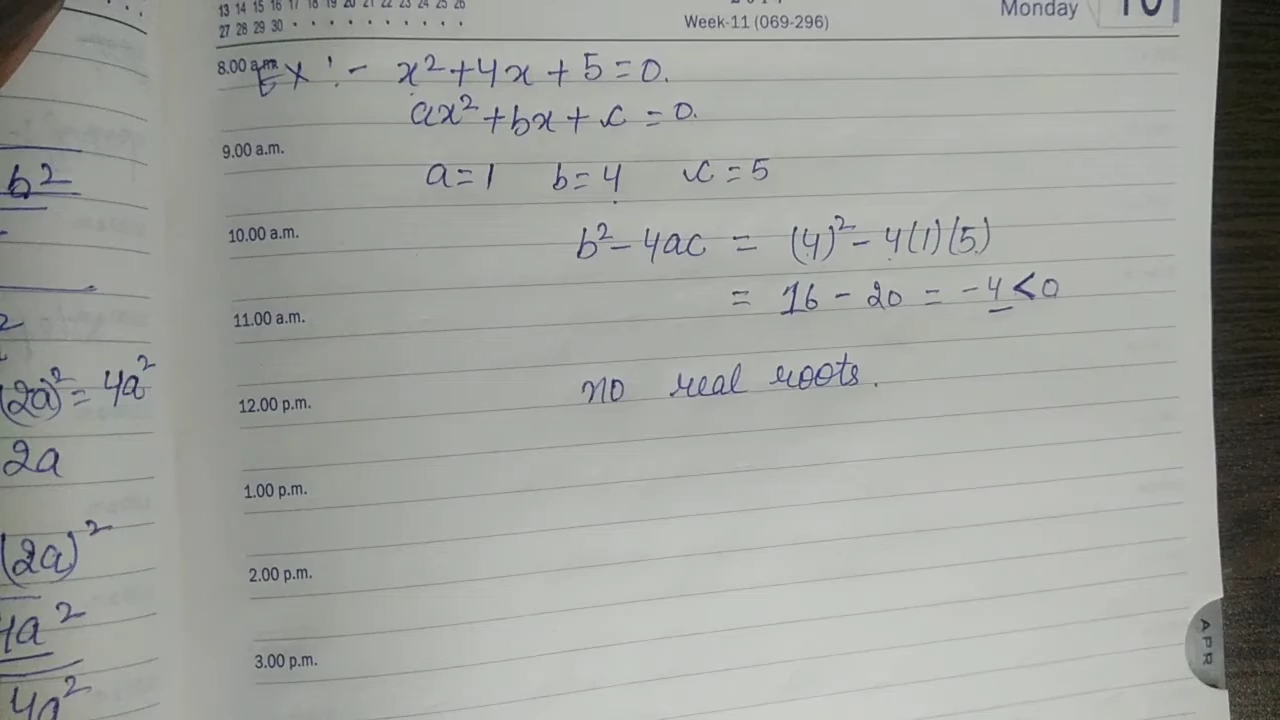 13 14 15 16 17 18 19 20 21 22 23 24 25 26
27 28 29 30
Week-11 (069-296)
Monday
8.00 a.m.
Ex :- x²+4x+5=0.
ax²+bx+c=0.
9.00 a.m.
a=1 b=4 c=5
10.00 a.m.
b²-4ac = (4)²-4(1)(5)
= 16-20 = -4<0
11.00 a.m.
no real roots.
12.00 p.m.
1.00 p.m.
2.00 p.m.
3.00 p.m.
APR
b²
(2a)²=4a²
2a
(2a)²
4a²
4a²